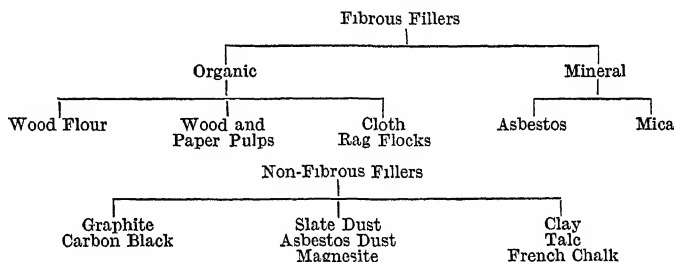 Fibrous Fillers
Organic Mineral
Wood Flour Wood and Paper Pulps Cloth Rag Flocks Asbestos Mica
Non-Fibrous Fillers
Graphite Carbon Black Slate Dust Asbestos Dust Magnesite Clay Talc French Chalk